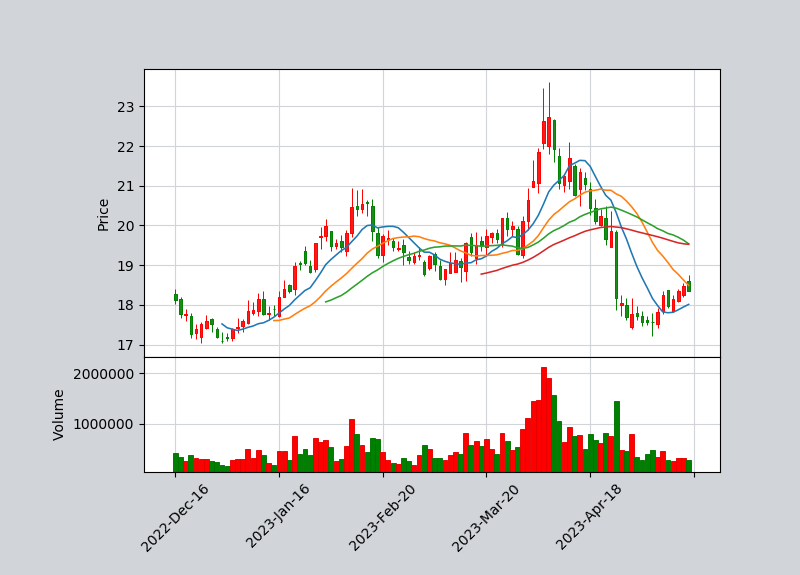 23
22
21
20
19
18
17
Price
2000000
1000000
Volume
2022-Dec-16
2023-Jan-16
2023-Feb-20
2023-Mar-20
2023-Apr-18